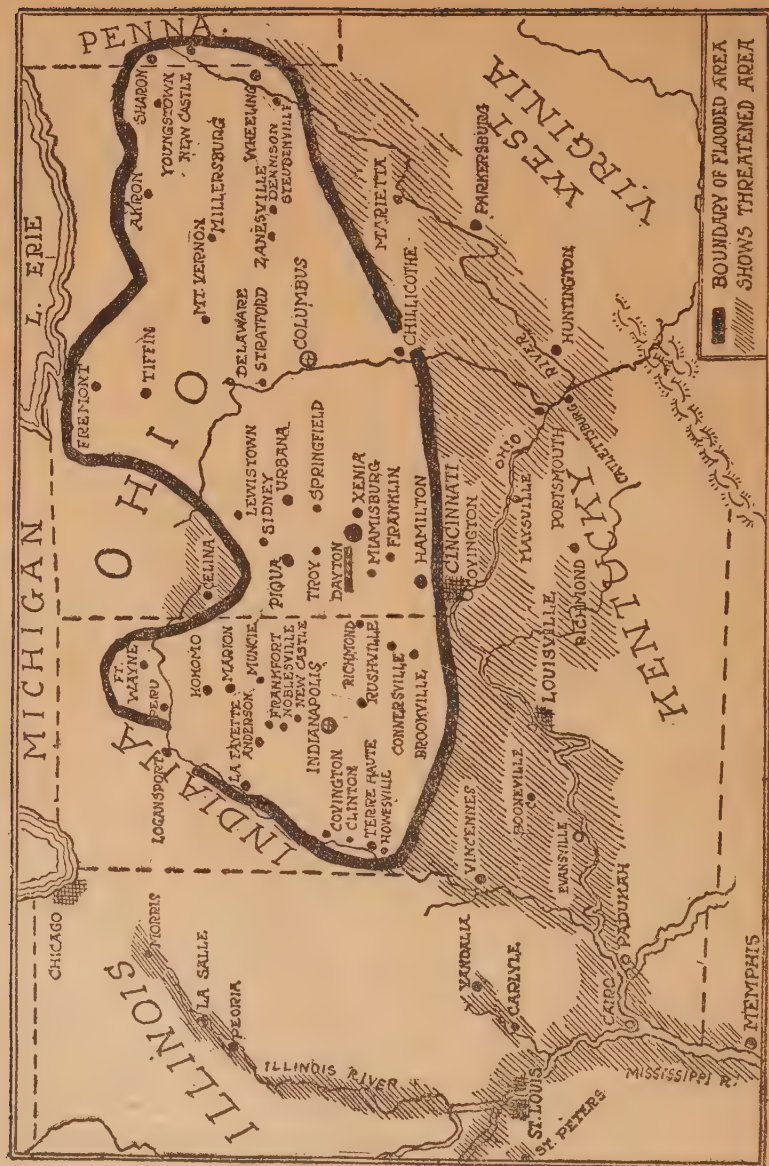 MICHIGAN
L. ERIE
PENNA.
CHICAGO
FREMONT
TIFFIN
AKRON
SHARON
YOUNGSTOWN
NEW CASTLE
MT. VERNON
MILLERSBURG
WHEELING
DENNISON
STEUBENVILLE
ZANESVILLE
OHIO
DELAWARE
STRATFORD
COLUMBUS
CELINA
LEWISTOWN
SIDNEY
URBANA
PIQUA
SPRINGFIELD
TROY
DAYTON
XENIA
MIAMISBURG
FRANKLIN
HAMILTON
CHILLICOTHE
MARIETTA
INDIANA
FT. WAYNE
PERU
LOGANSPORT
HOHOMO
MARION
MUNCIE
LA FAYETTE
ANDERSON
FRANKFORT
NOBLESVILLE
NEW CASTLE
INDIANAPOLIS
RICHMOND
RUSHVILLE
CONNERSVILLE
BROOKVILLE
COVINGTON
CLINTON
TERRE HAUTE
HOWESVILLE
ILLINOIS
MORRIS
LA SALLE
PEORIA
ILLINOIS RIVER
VANDALIA
CARLYLE
ST. LOUIS
ST. PETERS
VINCENNES
BOONEVILLE
EVANSVILLE
CAIRO
PADUKAH
MISSISSIPPI R.
MEMPHIS
CINCINNATI
COVINGTON
OHIO RIVER
MAYSVILLE
PORTSMOUTH
CATLETTSBURG
HUNTINGTON
PARKERSBURG
WEST
VIRGINIA
LOUISVILLE
RICHMOND
KENTUCKY
BOUNDARY OF FLOODED AREA
SHOWS THREATENED AREA